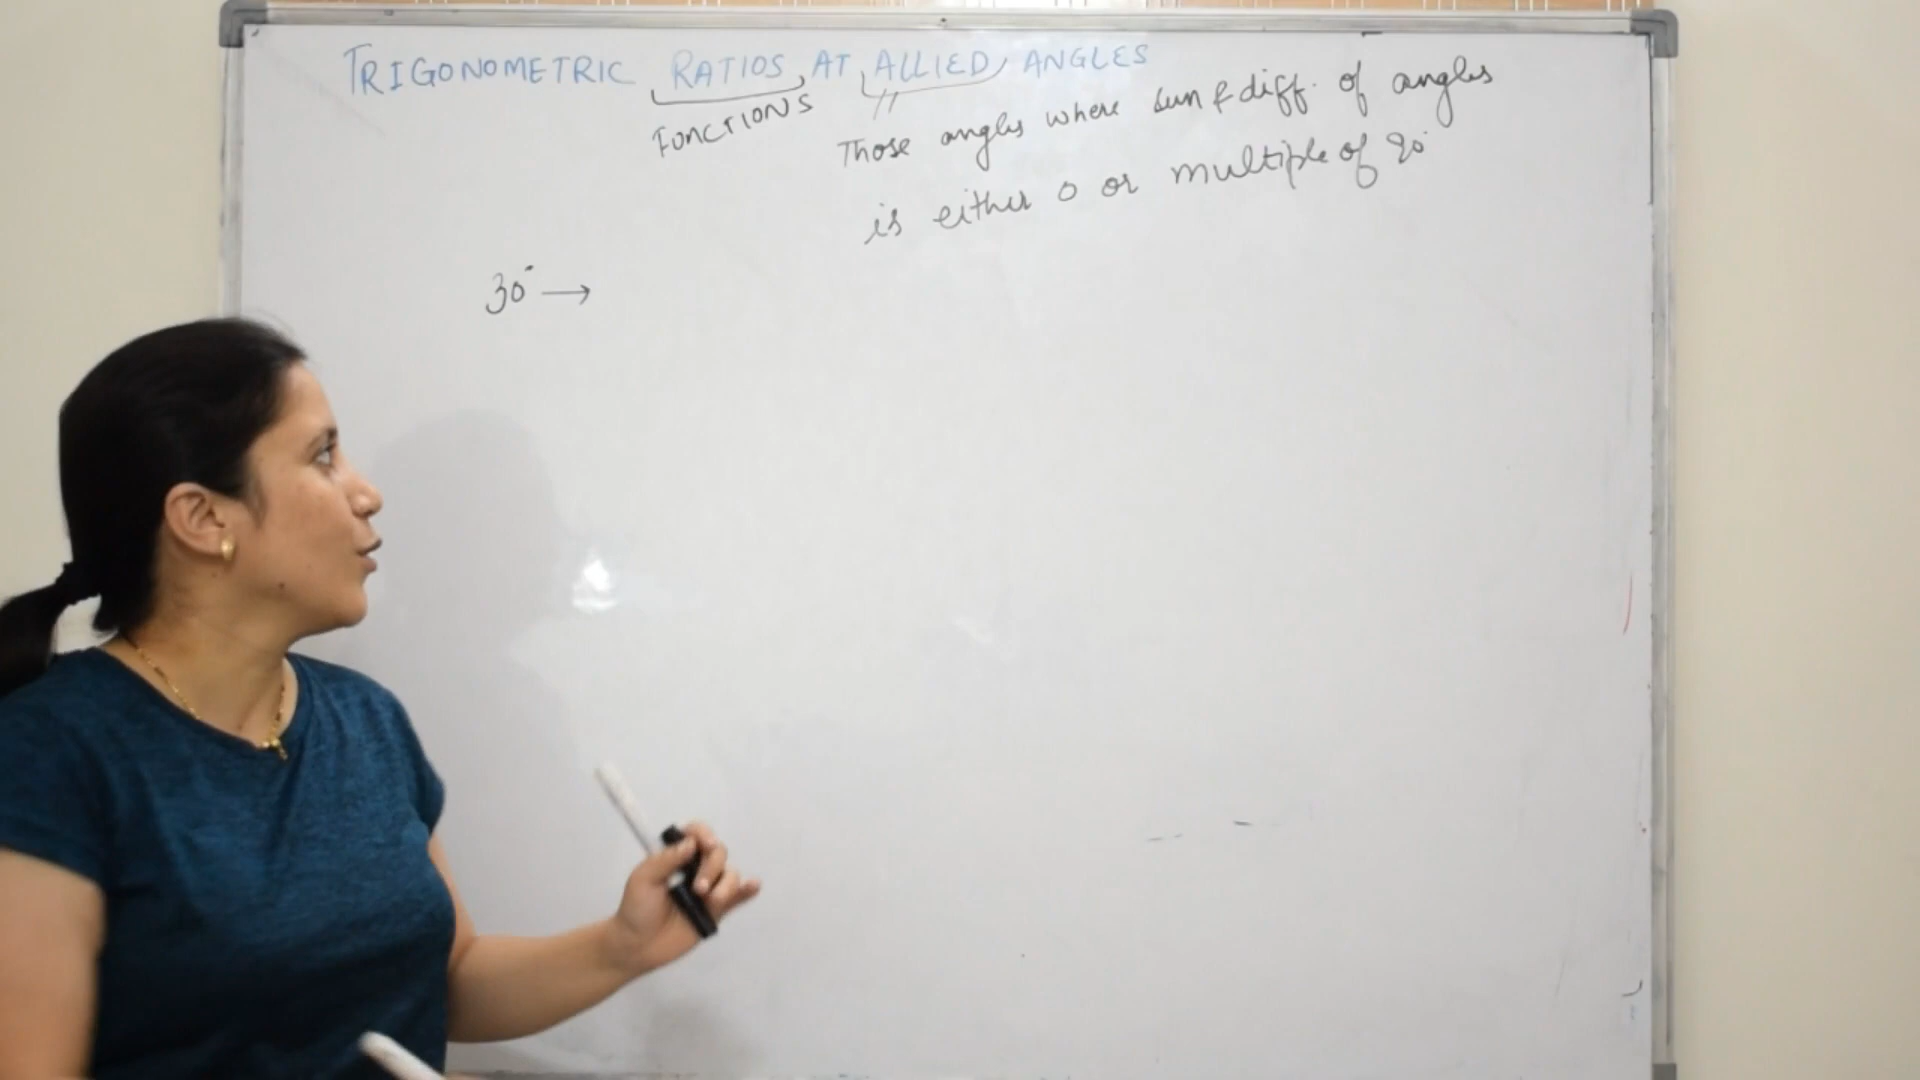 TRIGONOMETRIC RATIOS AT ALLIED ANGLES
FUNCTIONS
Those angles where sum & diff. of angles
is either 0 or multiple of 90°
30° →